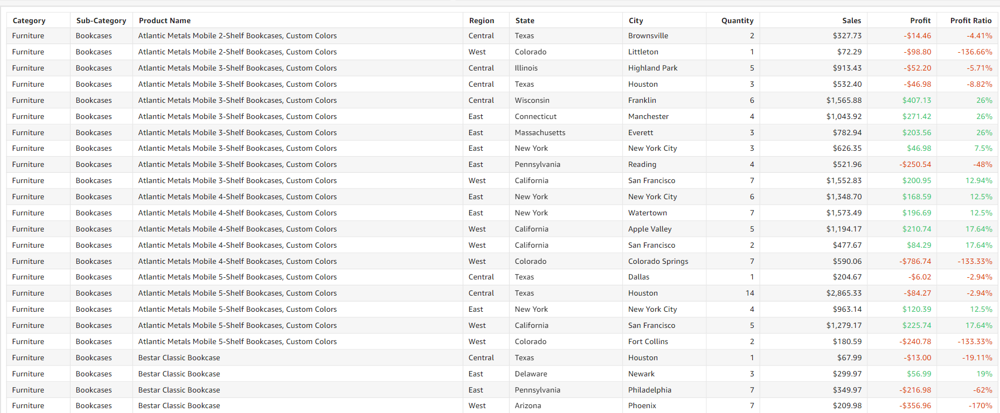 Category Sub-Category Product Name Region State City Quantity Sales Profit Profit Ratio
Furniture Bookcases Atlantic Metals Mobile 2-Shelf Bookcases, Custom Colors Central Texas Brownsville 2 $327.73 -$14.46 -4.41%
Furniture Bookcases Atlantic Metals Mobile 2-Shelf Bookcases, Custom Colors West Colorado Littleton 1 $72.29 -$98.80 -136.66%
Furniture Bookcases Atlantic Metals Mobile 3-Shelf Bookcases, Custom Colors Central Illinois Highland Park 5 $913.43 -$52.20 -5.71%
Furniture Bookcases Atlantic Metals Mobile 3-Shelf Bookcases, Custom Colors Central Texas Houston 3 $532.40 -$46.98 -8.82%
Furniture Bookcases Atlantic Metals Mobile 3-Shelf Bookcases, Custom Colors Central Wisconsin Franklin 6 $1,565.88 $407.13 26%
Furniture Bookcases Atlantic Metals Mobile 3-Shelf Bookcases, Custom Colors East Connecticut Manchester 4 $1,043.92 $271.42 26%
Furniture Bookcases Atlantic Metals Mobile 3-Shelf Bookcases, Custom Colors East Massachusetts Everett 3 $782.94 $203.56 26%
Furniture Bookcases Atlantic Metals Mobile 3-Shelf Bookcases, Custom Colors East New York New York City 3 $626.35 $46.98 7.5%
Furniture Bookcases Atlantic Metals Mobile 3-Shelf Bookcases, Custom Colors East Pennsylvania Reading 4 $521.96 -$250.54 -48%
Furniture Bookcases Atlantic Metals Mobile 3-Shelf Bookcases, Custom Colors West California San Francisco 7 $1,552.83 $200.95 12.94%
Furniture Bookcases Atlantic Metals Mobile 4-Shelf Bookcases, Custom Colors East New York New York City 6 $1,348.70 $168.59 12.5%
Furniture Bookcases Atlantic Metals Mobile 4-Shelf Bookcases, Custom Colors East New York Watertown 7 $1,573.49 $196.69 12.5%
Furniture Bookcases Atlantic Metals Mobile 4-Shelf Bookcases, Custom Colors West California Apple Valley 5 $1,194.17 $210.74 17.64%
Furniture Bookcases Atlantic Metals Mobile 4-Shelf Bookcases, Custom Colors West California San Francisco 2 $477.67 $84.29 17.64%
Furniture Bookcases Atlantic Metals Mobile 4-Shelf Bookcases, Custom Colors West Colorado Colorado Springs 7 $590.06 -$786.74 -133.33%
Furniture Bookcases Atlantic Metals Mobile 5-Shelf Bookcases, Custom Colors Central Texas Dallas 1 $204.67 -$6.02 -2.94%
Furniture Bookcases Atlantic Metals Mobile 5-Shelf Bookcases, Custom Colors Central Texas Houston 14 $2,865.33 -$84.27 -2.94%
Furniture Bookcases Atlantic Metals Mobile 5-Shelf Bookcases, Custom Colors East New York New York City 4 $963.14 $120.39 12.5%
Furniture Bookcases Atlantic Metals Mobile 5-Shelf Bookcases, Custom Colors West California San Francisco 5 $1,279.17 $225.74 17.64%
Furniture Bookcases Atlantic Metals Mobile 5-Shelf Bookcases, Custom Colors West Colorado Fort Collins 2 $180.59 -$240.78 -133.33%
Furniture Bookcases Bestar Classic Bookcase Central Texas Houston 1 $67.99 -$13.00 -19.11%
Furniture Bookcases Bestar Classic Bookcase East Delaware Newark 3 $299.97 $56.99 19%
Furniture Bookcases Bestar Classic Bookcase East Pennsylvania Philadelphia 7 $349.97 -$216.98 -62%
Furniture Bookcases Bestar Classic Bookcase West Arizona Phoenix 7 $209.98 -$356.96 -170%